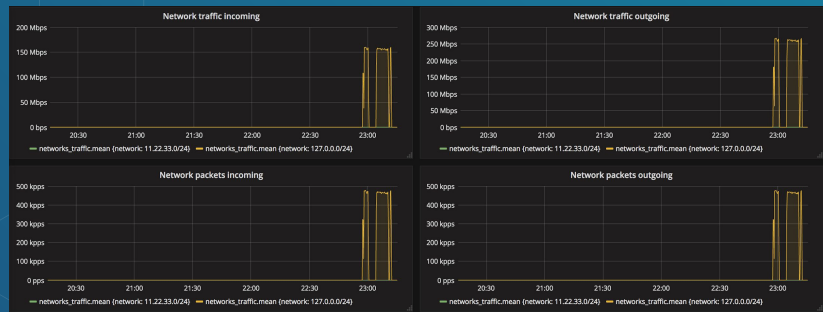 Network traffic incoming
200 Mbps
150 Mbps
100 Mbps
50 Mbps
0 bps
20:30 21:00 21:30 22:00 22:30 23:00
networks_traffic.mean {network: 11.22.33.0/24} networks_traffic.mean {network: 127.0.0.0/24}
Network traffic outgoing
300 Mbps
250 Mbps
200 Mbps
150 Mbps
100 Mbps
50 Mbps
0 bps
20:30 21:00 21:30 22:00 22:30 23:00
networks_traffic.mean {network: 11.22.33.0/24} networks_traffic.mean {network: 127.0.0.0/24}
Network packets incoming
500 kpps
400 kpps
300 kpps
200 kpps
100 kpps
0 pps
20:30 21:00 21:30 22:00 22:30 23:00
networks_traffic.mean {network: 11.22.33.0/24} networks_traffic.mean {network: 127.0.0.0/24}
Network packets outgoing
500 kpps
400 kpps
300 kpps
200 kpps
100 kpps
0 pps
20:30 21:00 21:30 22:00 22:30 23:00
networks_traffic.mean {network: 11.22.33.0/24} networks_traffic.mean {network: 127.0.0.0/24}